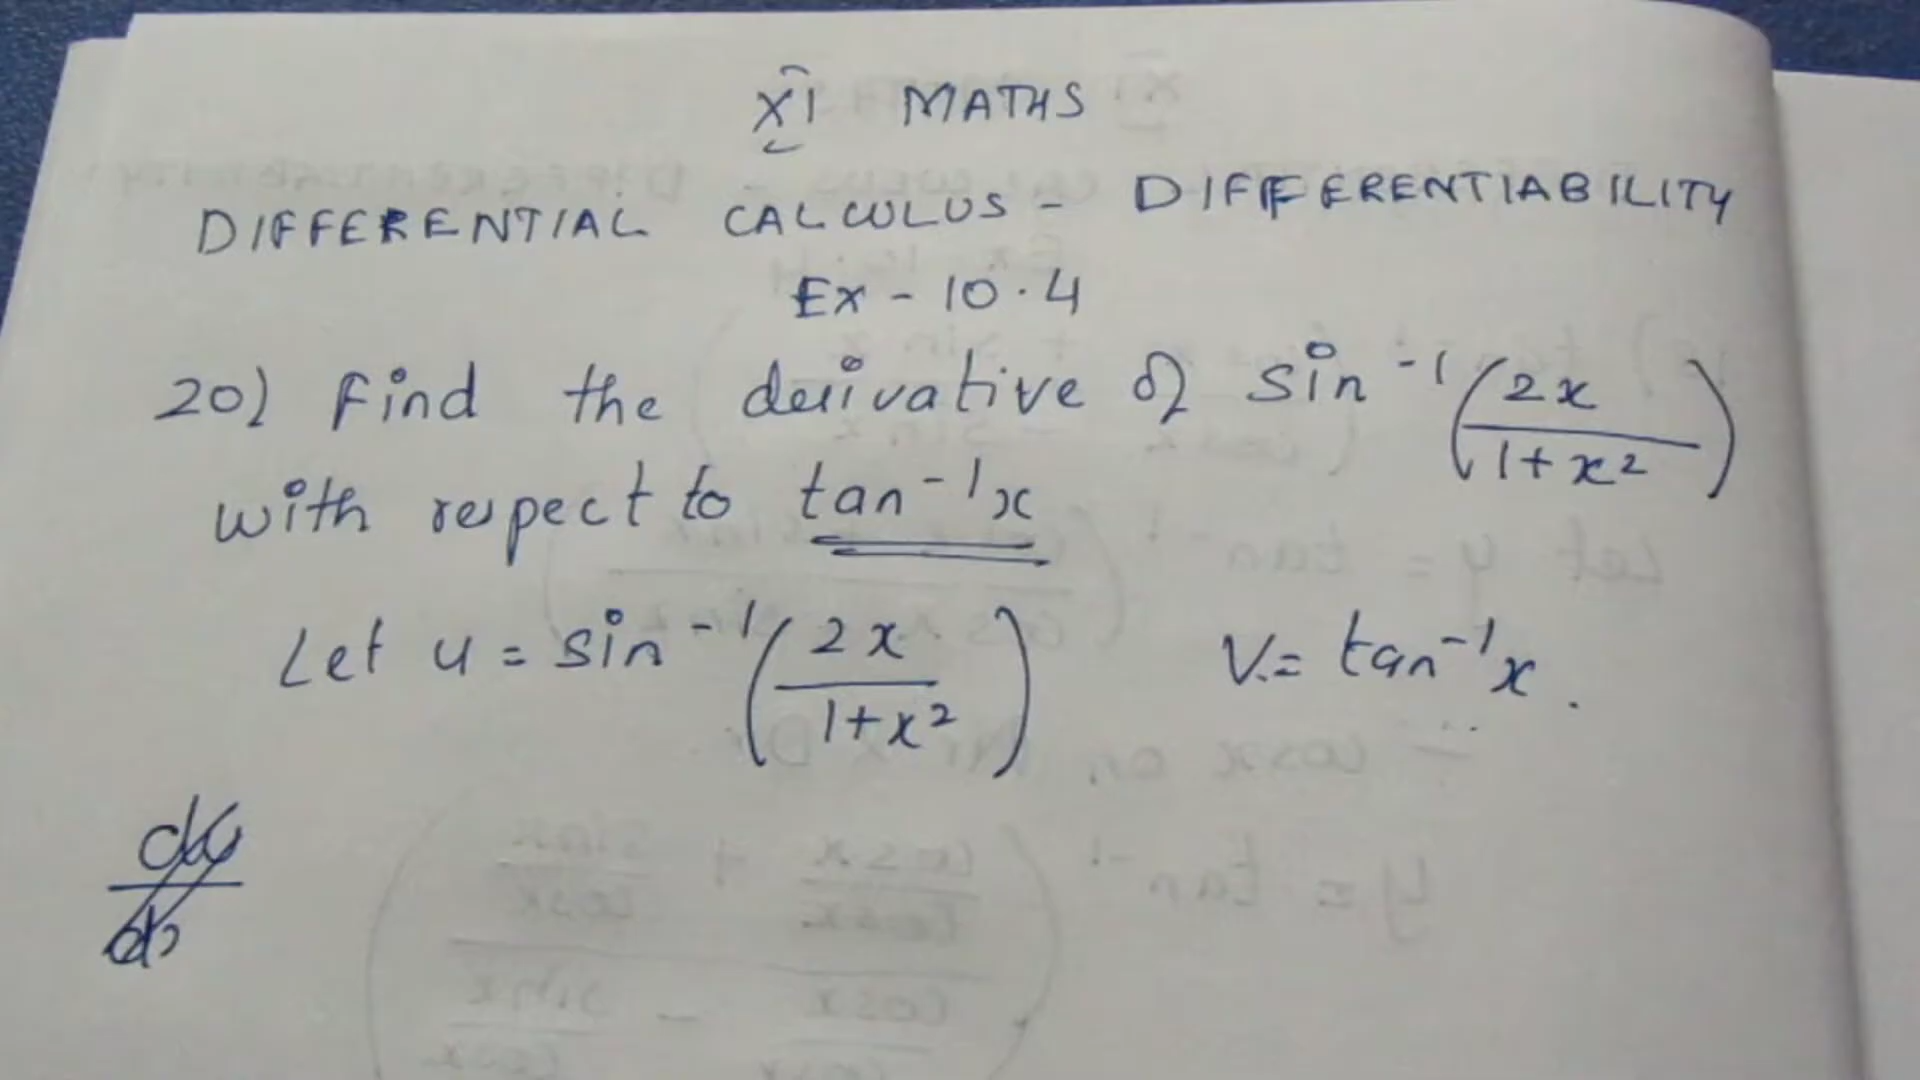 XI MATHS
DIFFERENTIAL CALCULUS - DIFFERENTIABILITY
Ex - 10.4
20) Find the derivative of sin⁻¹(2x/(1+x²))
with respect to tan⁻¹x
Let u = sin⁻¹(2x/(1+x²)) V = tan⁻¹x.